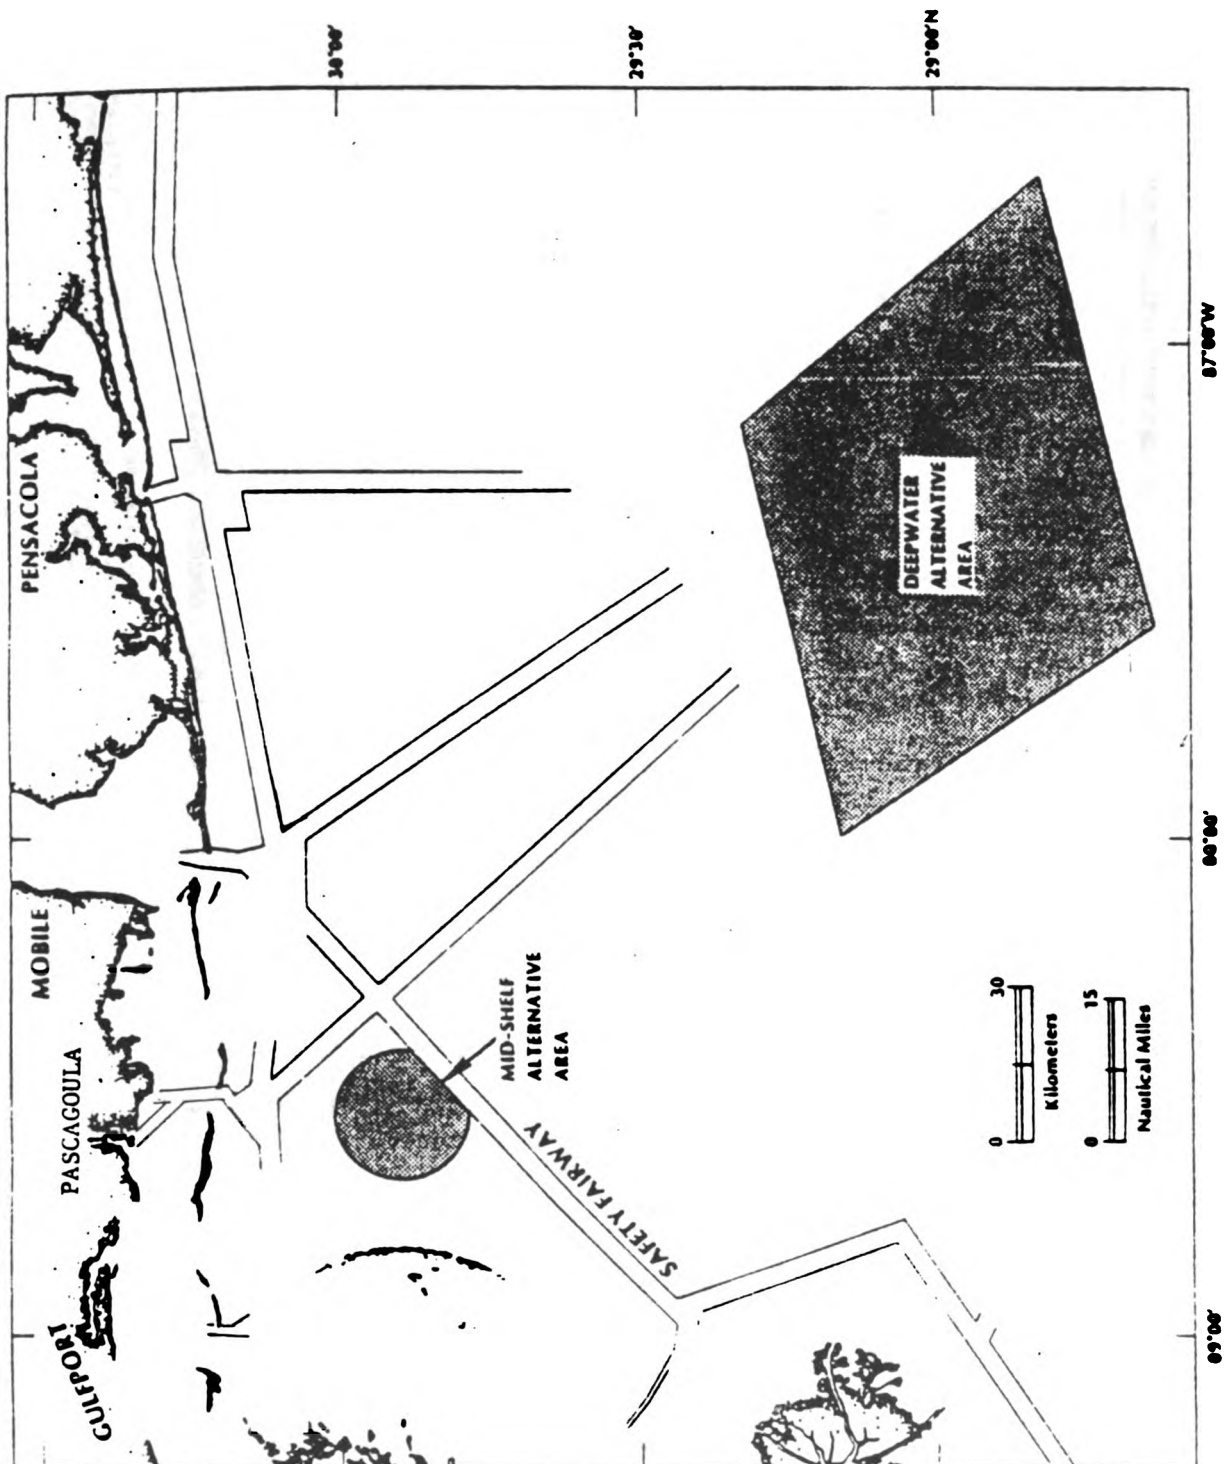 GULFPORT
PASCAGOULA
MOBILE
PENSACOLA
30°00'
29°30'
29°00'N
MID-SHELF
ALTERNATIVE
AREA
SAFETY FAIRWAY
DEEPWATER
ALTERNATIVE
AREA
0 30
Kilometers
0 15
Nautical Miles
89°00'
88°00'
87°00'W